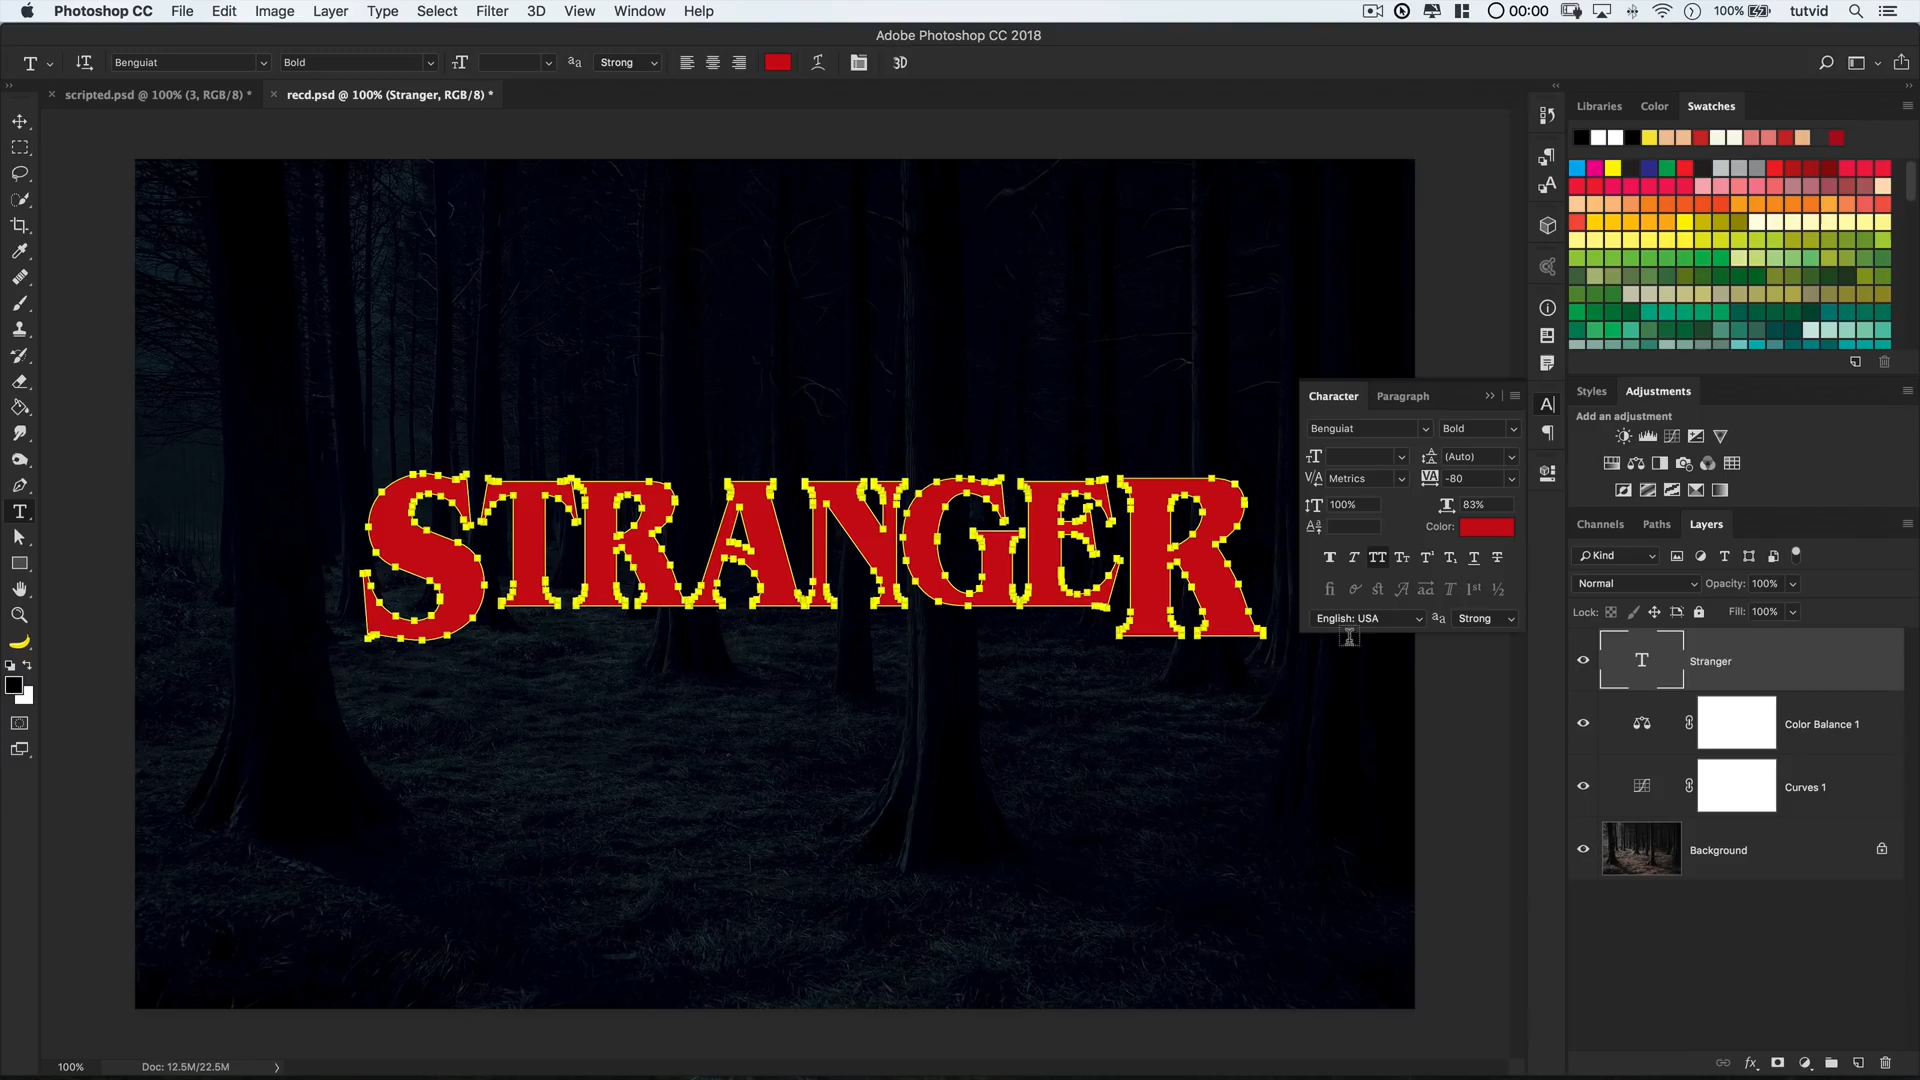 Photoshop CC File Edit Image Layer Type Select Filter 3D View Window Help 00:00 100% tutvid
Adobe Photoshop CC 2018
T Benguiat Bold Strong 3D
scripted.psd @ 100% (3, RGB/8) * recd.psd @ 100% (Stranger, RGB/8) *
Libraries Color Swatches
Styles Adjustments
Add an adjustment
Character Paragraph
Benguiat Bold
(Auto)
Metrics -80
100% 83%
Color:
English: USA Strong
STRANGER
Channels Paths Layers
Kind
Normal Opacity: 100%
Lock: Fill: 100%
T Stranger
Color Balance 1
Curves 1
Background
100% Doc: 12.5M/22.5M
fx